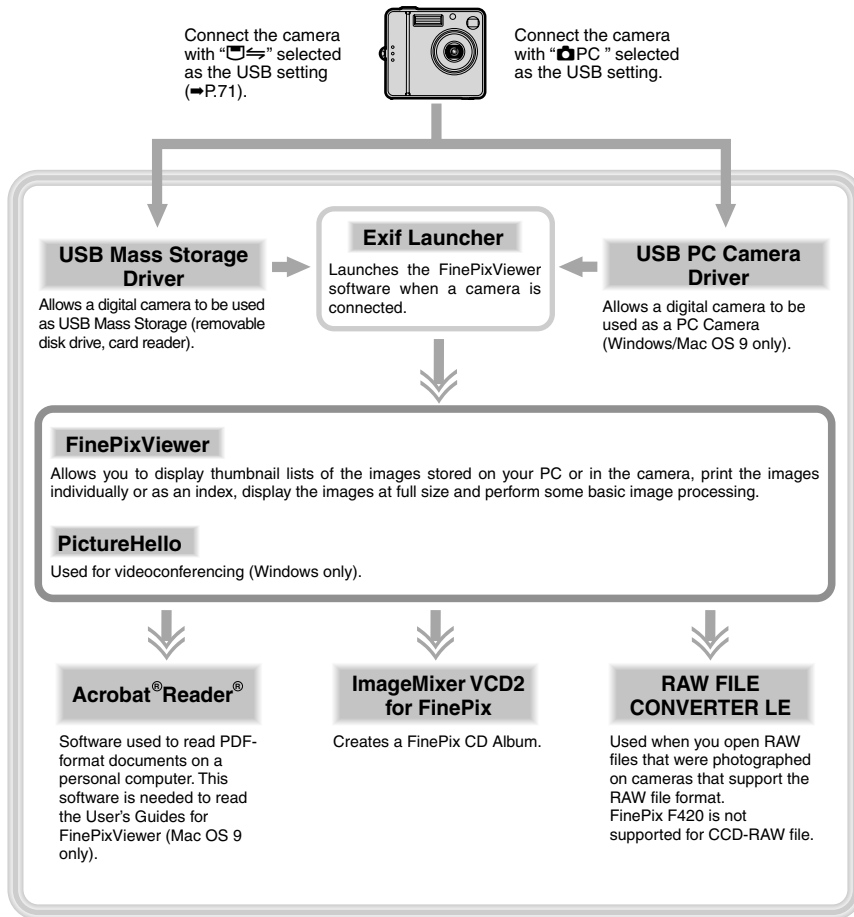 Connect the camera
with “⇋” selected
as the USB setting
(➡P.71).
Connect the camera
with “PC ” selected
as the USB setting.
USB Mass Storage
Driver
Allows a digital camera to be used
as USB Mass Storage (removable
disk drive, card reader).
Exif Launcher
Launches the FinePixViewer
software when a camera is
connected.
USB PC Camera
Driver
Allows a digital camera to be
used as a PC Camera
(Windows/Mac OS 9 only).
FinePixViewer
Allows you to display thumbnail lists of the images stored on your PC or in the camera, print the images
individually or as an index, display the images at full size and perform some basic image processing.
PictureHello
Used for videoconferencing (Windows only).
Acrobat®Reader®
Software used to read PDF-
format documents on a
personal computer. This
software is needed to read
the User’s Guides for
FinePixViewer (Mac OS 9
only).
ImageMixer VCD2
for FinePix
Creates a FinePix CD Album.
RAW FILE
CONVERTER LE
Used when you open RAW
files that were photographed
on cameras that support the
RAW file format.
FinePix F420 is not
supported for CCD-RAW file.